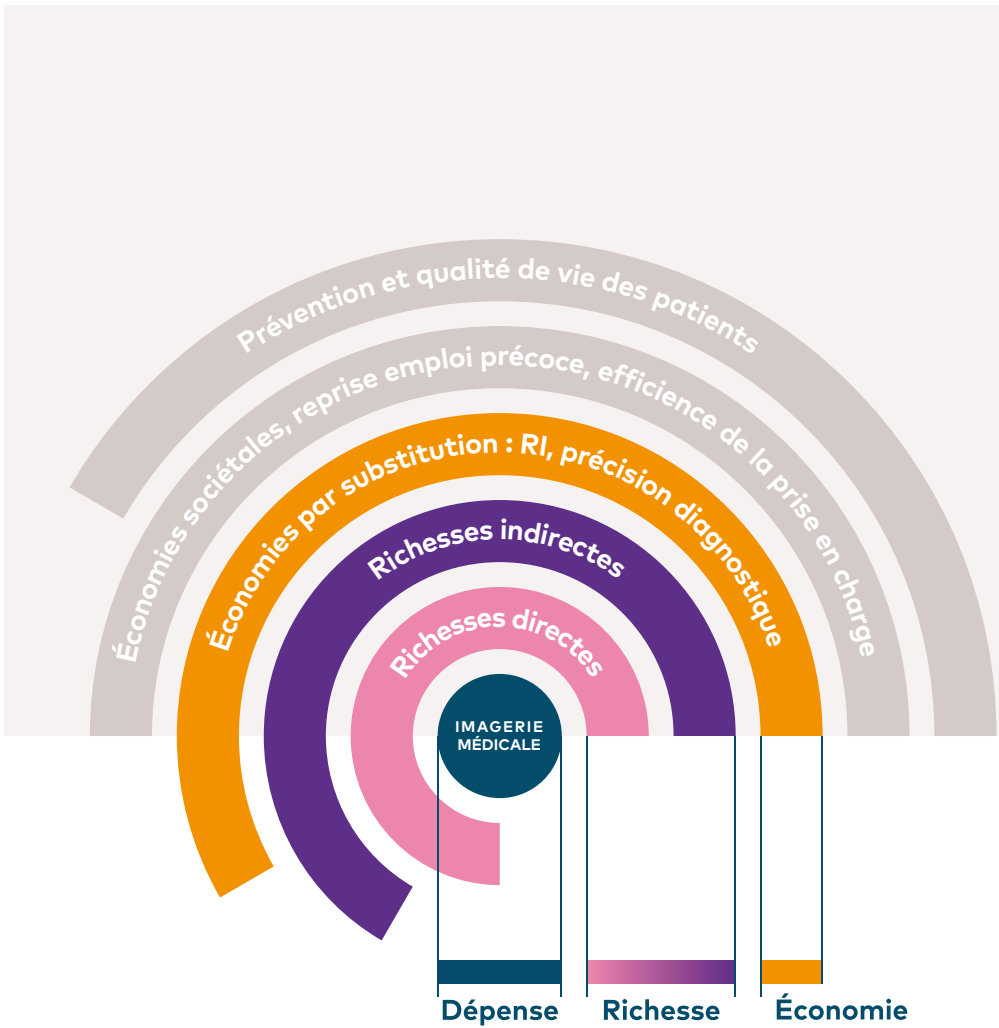 Prévention et qualité de vie des patients
Économies sociétales, reprise emploi précoce, efficience de la prise en charge
Économies par substitution : RI, précision diagnostique
Richesses indirectes
Richesses directes
IMAGERIE
MÉDICALE
Dépense
Richesse
Économie